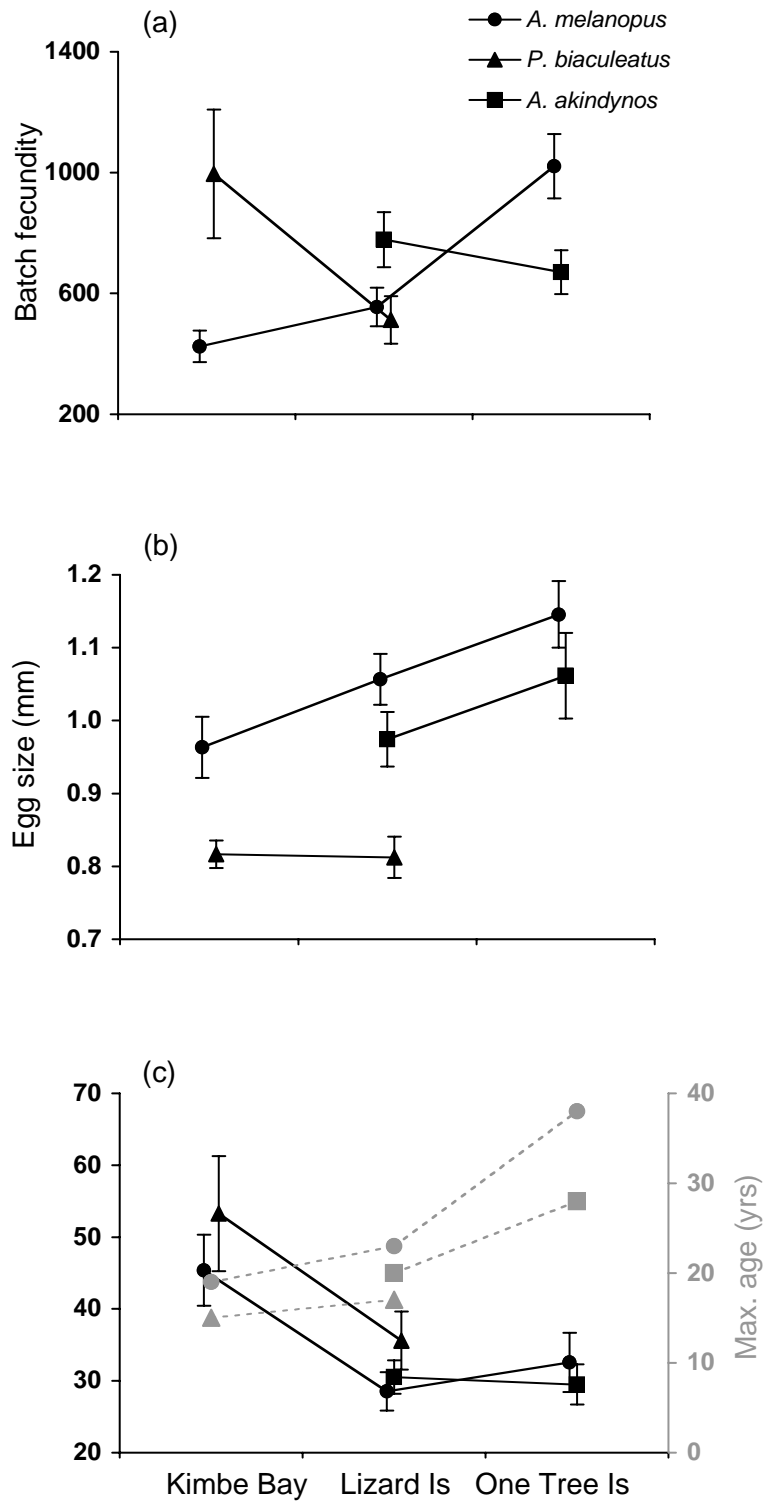 (a)
A. melanopus
P. biaculeatus
A. akindynos
1400
1000
600
200
Batch fecundity
(b)
1.2
1.1
1.0
0.9
0.8
0.7
Egg size (mm)
(c)
70
60
50
40
30
20
40
30
20
10
0
Max. age (yrs)
Kimbe Bay Lizard Is One Tree Is